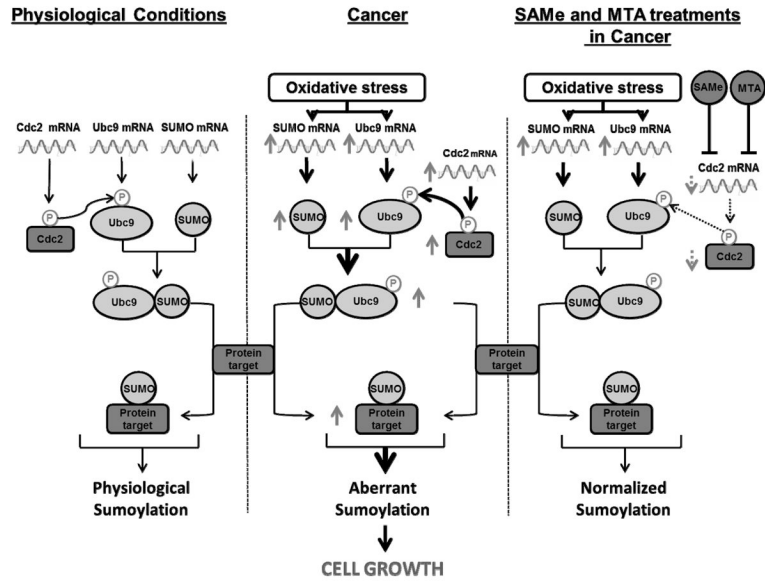 Physiological Conditions
Cdc2 mRNA
Ubc9 mRNA
SUMO mRNA
P
P
Cdc2
Ubc9
SUMO
P
Ubc9
SUMO
Protein
target
SUMO
Protein
target
Physiological
Sumoylation
Cancer
Oxidative stress
SUMO mRNA
Ubc9 mRNA
Cdc2 mRNA
P
SUMO
Ubc9
P
Cdc2
P
SUMO
Ubc9
Protein
target
SUMO
Protein
target
Aberrant
Sumoylation
CELL GROWTH
SAMe and MTA treatments
in Cancer
Oxidative stress
SAMe
MTA
SUMO mRNA
Ubc9 mRNA
Cdc2 mRNA
P
SUMO
Ubc9
P
Cdc2
P
SUMO
Ubc9
SUMO
Protein
target
Normalized
Sumoylation